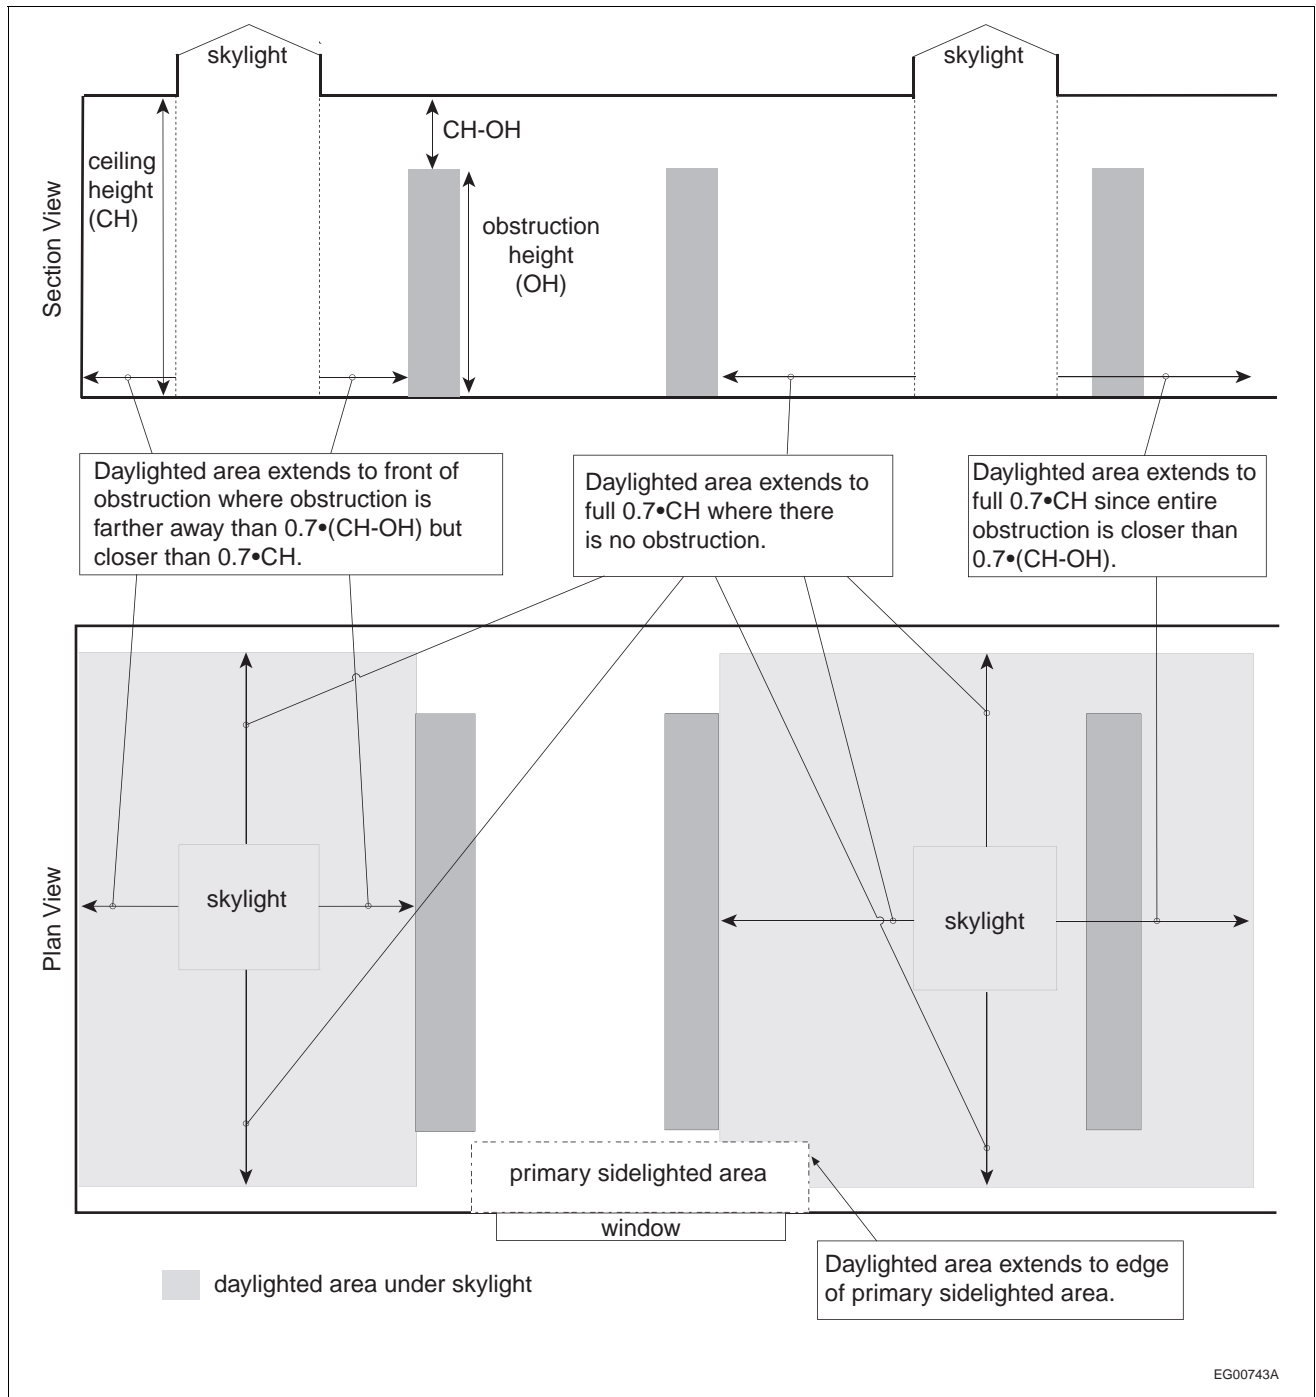 skylight
skylight
CH-OH
ceiling
height
(CH)
obstruction
height
(OH)
Section View
Daylighted area extends to front of
obstruction where obstruction is
farther away than 0.7•(CH-OH) but
closer than 0.7•CH.
Daylighted area extends to
full 0.7•CH where there
is no obstruction.
Daylighted area extends to
full 0.7•CH since entire
obstruction is closer than
0.7•(CH-OH).
Plan View
skylight
skylight
primary sidelighted area
window
Daylighted area extends to edge
of primary sidelighted area.
daylighted area under skylight
EG00743A